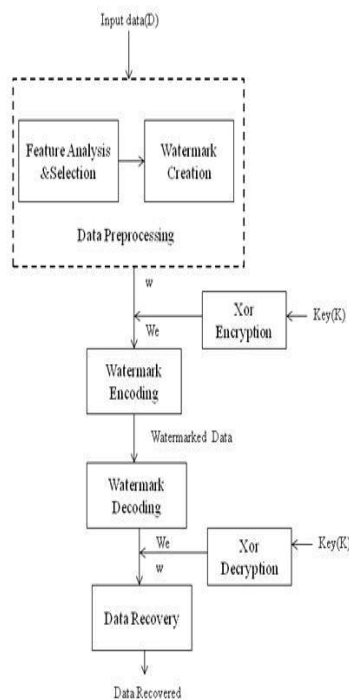 Input data(D)
Feature Analysis
&Selection
Watermark
Creation
Data Preprocessing
w
Xor
Encryption
Key(K)
We
Watermark
Encoding
Watermarked Data
Watermark
Decoding
We
w
Xor
Decryption
Key(K)
Data Recovery
Data Recovered